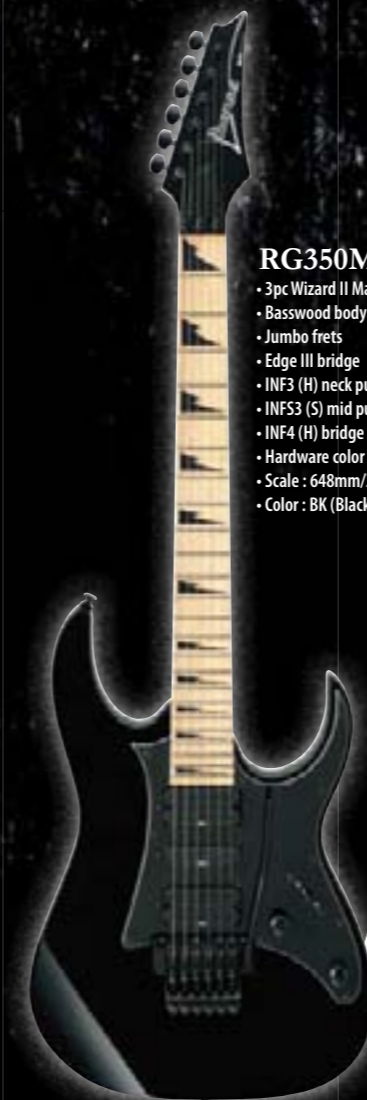 Ibanez
RG350M
• 3pc Wizard II Ma
• Basswood body
• Jumbo frets
• Edge III bridge
• INF3 (H) neck pu
• INFS3 (S) mid pu
• INF4 (H) bridge
• Hardware color
• Scale : 648mm/
• Color : BK (Black